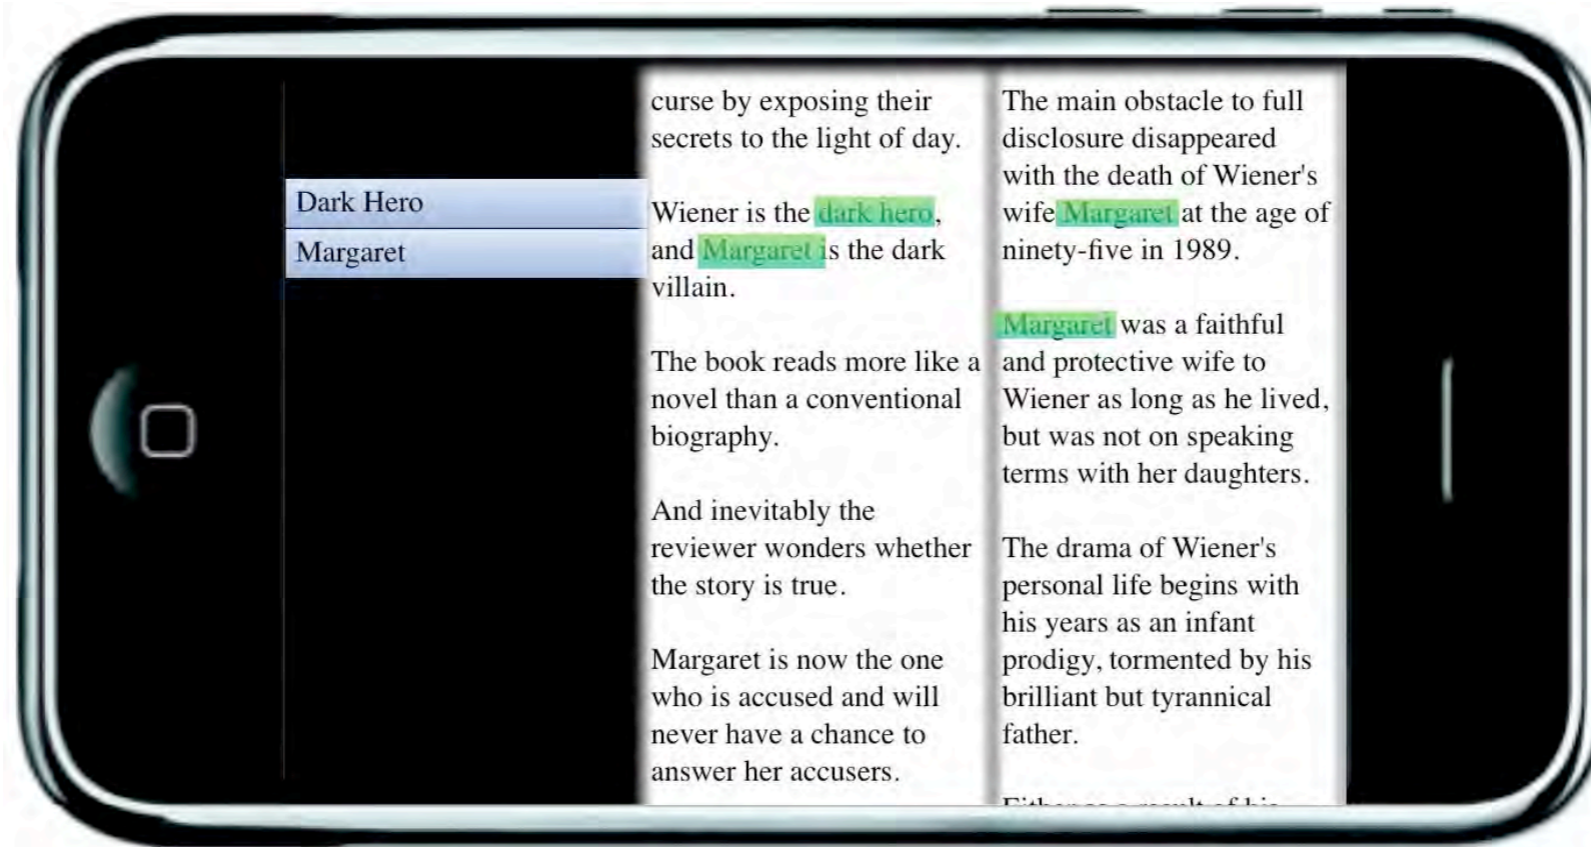 Dark Hero
Margaret
curse by exposing their
secrets to the light of day.
Wiener is the dark hero,
and Margaret is the dark
villain.
The book reads more like a
novel than a conventional
biography.
And inevitably the
reviewer wonders whether
the story is true.
Margaret is now the one
who is accused and will
never have a chance to
answer her accusers.
The main obstacle to full
disclosure disappeared
with the death of Wiener's
wife Margaret at the age of
ninety-five in 1989.
Margaret was a faithful
and protective wife to
Wiener as long as he lived,
but was not on speaking
terms with her daughters.
The drama of Wiener's
personal life begins with
his years as an infant
prodigy, tormented by his
brilliant but tyrannical
father.